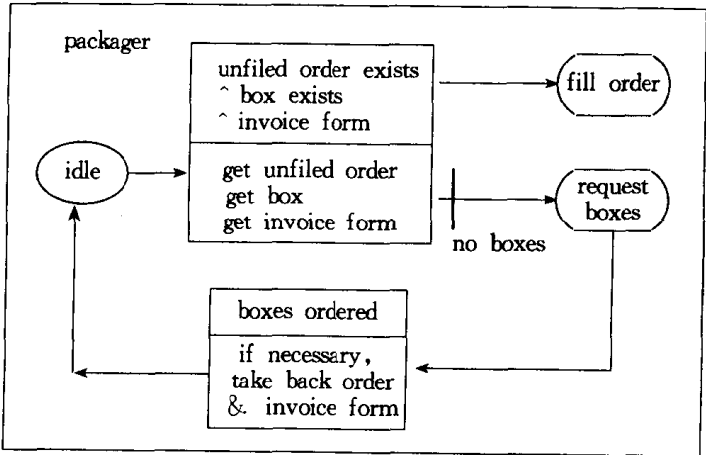 packager
unfiled order exists
^ box exists
^ invoice form
fill order
idle
get unfiled order
get box
get invoice form
request
boxes
no boxes
boxes ordered
if necessary,
take back order
& invoice form